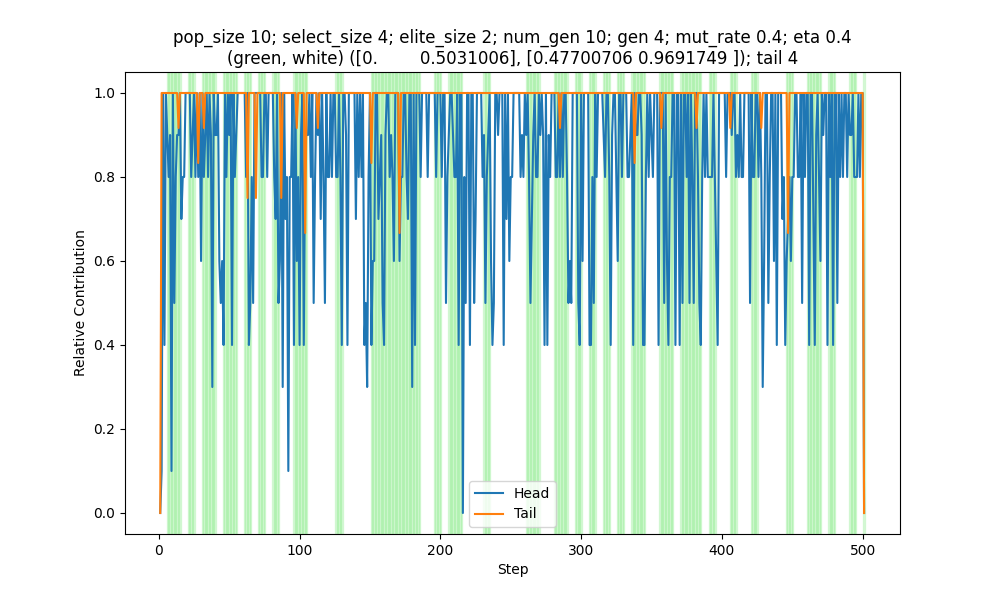 pop_size 10; select_size 4; elite_size 2; num_gen 10; gen 4; mut_rate 0.4; eta 0.4
(green, white) ([0.        0.5031006], [0.47700706 0.9691749 ]); tail 4
1.0
0.8
0.6
0.4
0.2
0.0
Relative Contribution
Head
Tail
0
100
200
300
400
500
Step